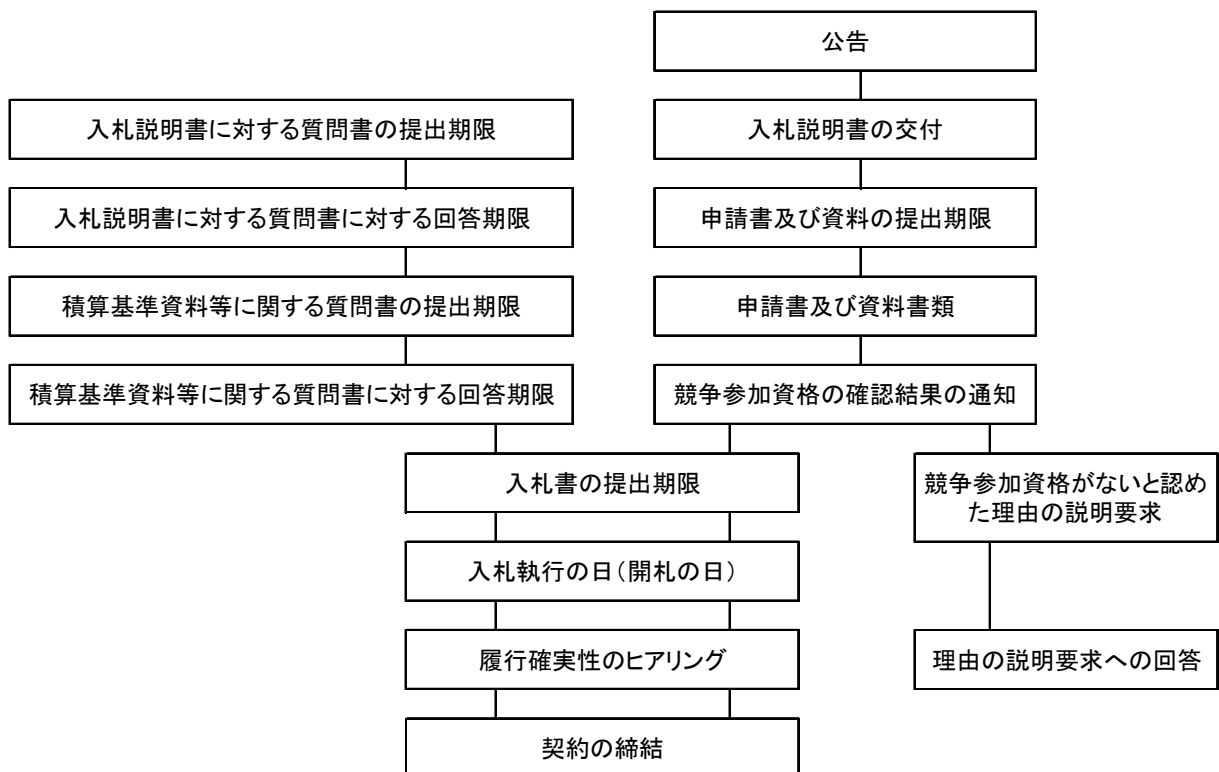 公告
入札説明書に対する質問書の提出期限
入札説明書の交付
入札説明書に対する質問書に対する回答期限
申請書及び資料の提出期限
積算基準資料等に関する質問書の提出期限
申請書及び資料書類
積算基準資料等に関する質問書に対する回答期限
競争参加資格の確認結果の通知
入札書の提出期限
競争参加資格がないと認め
た理由の説明要求
入札執行の日(開札の日)
履行確実性のヒアリング
理由の説明要求への回答
契約の締結